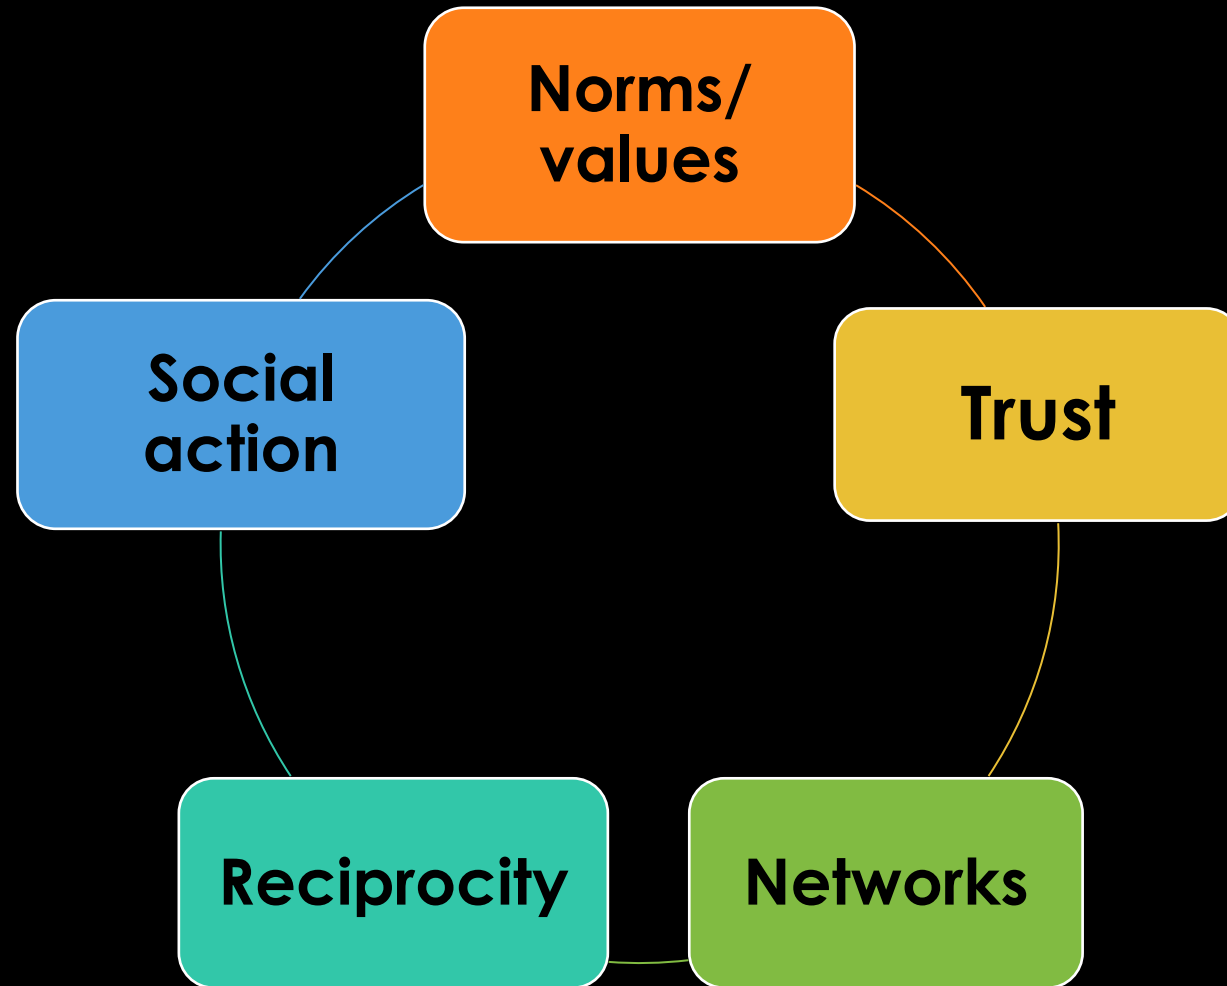 Norms/
values
Trust
Networks
Reciprocity
Social
action